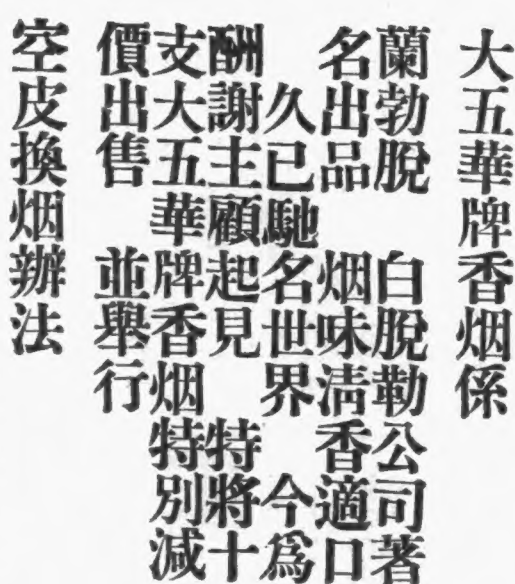 大五華牌香烟係
蘭勃脫　白脫勒公司著
名出品　烟味清香適口
久已馳名世界　今爲
酬謝主顧起見　特將十
支大五華牌香烟特別減
價出售　並舉行
空皮換烟辦法